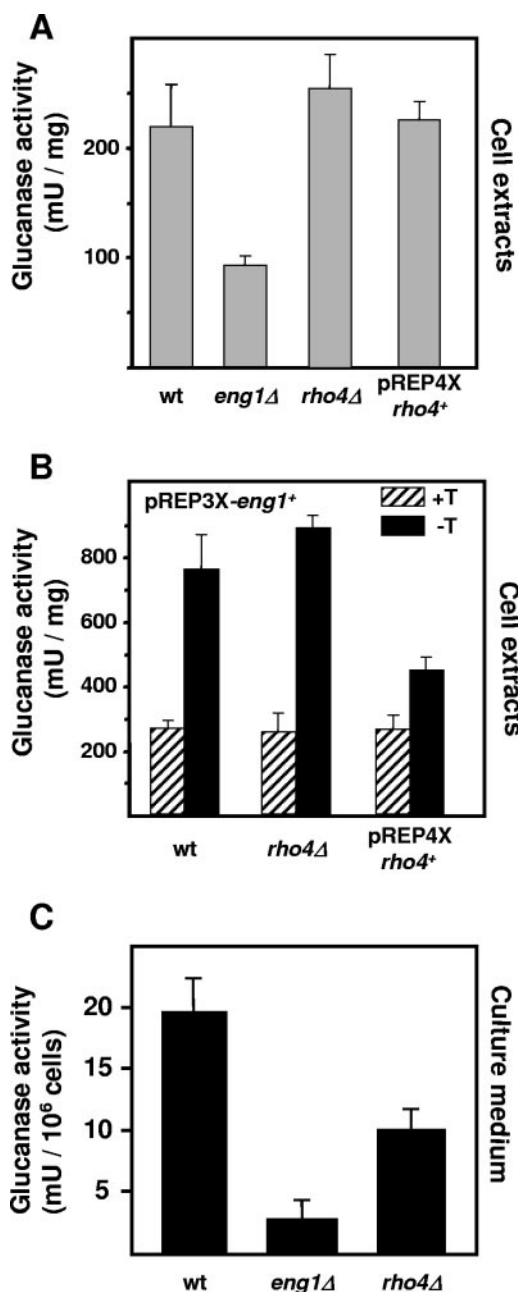 A
Glucanase activity
(mU / mg)
200
100
wt
eng1Δ
rho4Δ
pREP4X
rho4+
Cell extracts
B
pREP3X-eng1+
+T
-T
Glucanase activity
(mU / mg)
800
600
400
200
wt
rho4Δ
pREP4X
rho4+
Cell extracts
C
Glucanase activity
(mU / 10⁶ cells)
20
15
10
5
wt
eng1Δ
rho4Δ
Culture medium